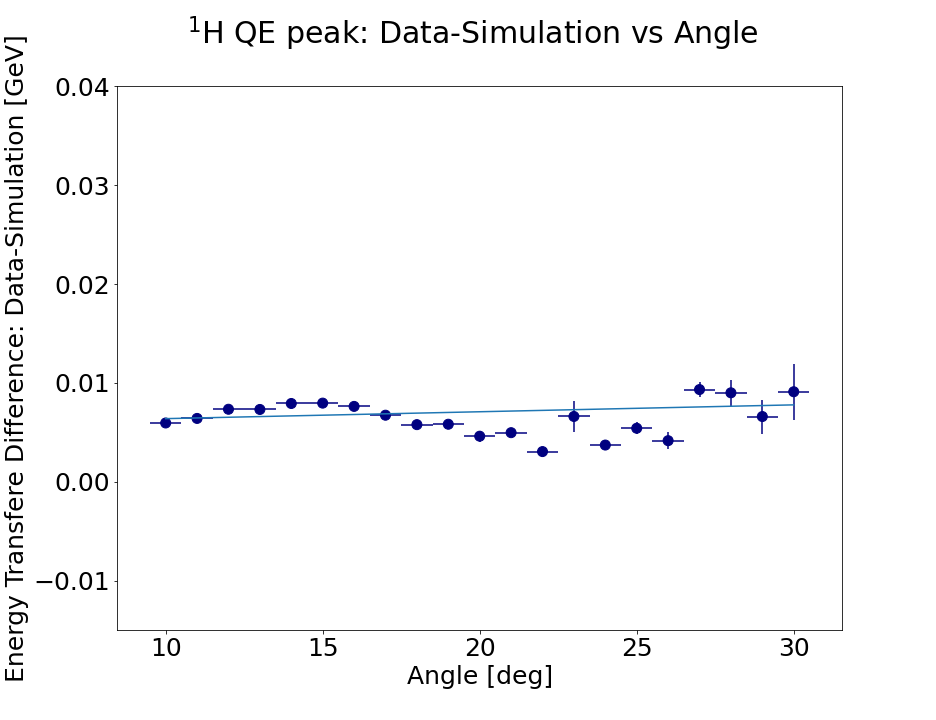 ¹H QE peak: Data-Simulation vs Angle
Energy Transfere Difference: Data-Simulation [GeV]
0.04
0.03
0.02
0.01
0.00
−0.01
10 15 20 25 30
Angle [deg]